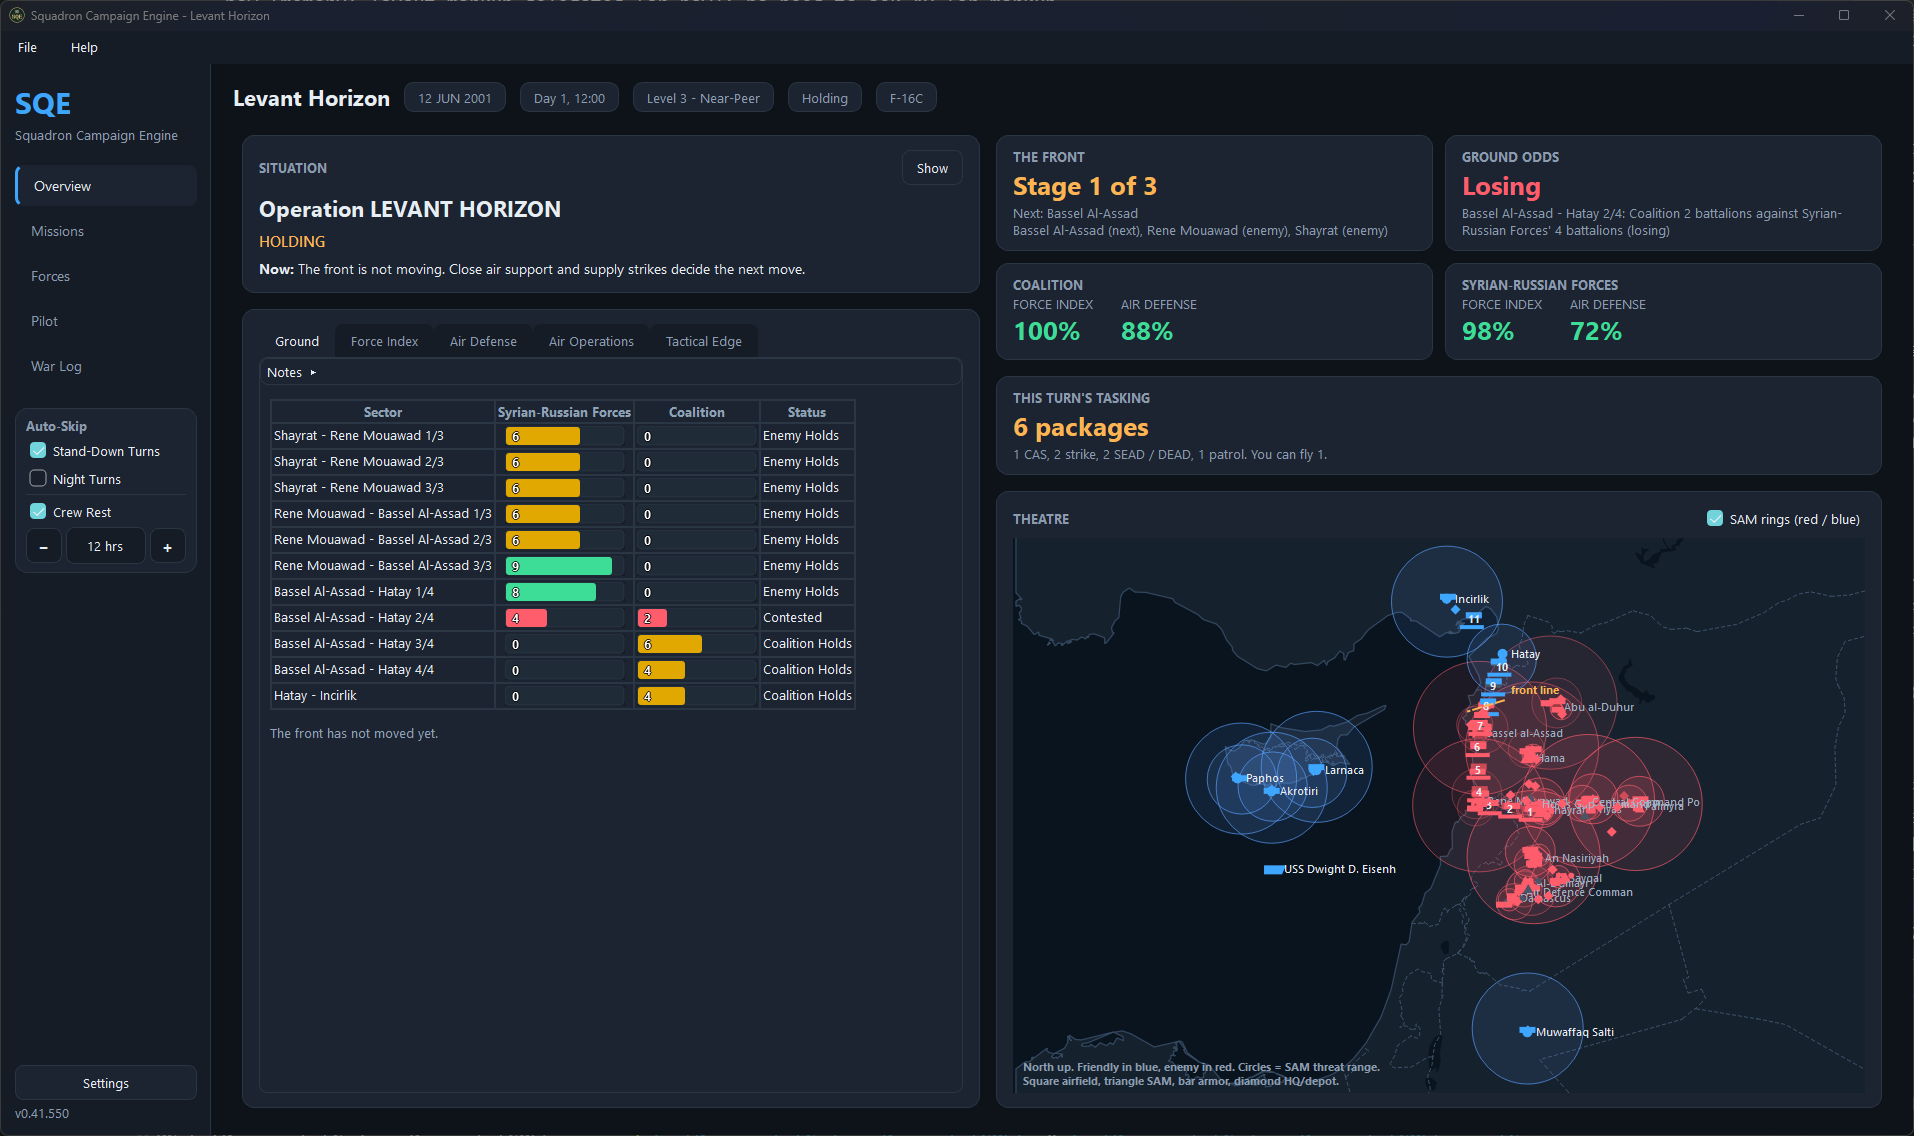 Squadron Campaign Engine - Levant Horizon
File Help
SQE
Squadron Campaign Engine
Overview
Missions
Forces
Pilot
War Log
Auto-Skip
Stand-Down Turns
Night Turns
Crew Rest
− 12 hrs +
Settings
v0.41.550
Levant Horizon 12 JUN 2001 Day 1, 12:00 Level 3 - Near-Peer Holding F-16C
SITUATION Show
Operation LEVANT HORIZON
HOLDING
Now: The front is not moving. Close air support and supply strikes decide the next move.
Ground Force Index Air Defense Air Operations Tactical Edge
Notes
Sector Syrian-Russian Forces Coalition Status
Shayrat - Rene Mouawad 1/3 6 0 Enemy Holds
Shayrat - Rene Mouawad 2/3 6 0 Enemy Holds
Shayrat - Rene Mouawad 3/3 6 0 Enemy Holds
Rene Mouawad - Bassel Al-Assad 1/3 6 0 Enemy Holds
Rene Mouawad - Bassel Al-Assad 2/3 6 0 Enemy Holds
Rene Mouawad - Bassel Al-Assad 3/3 9 0 Enemy Holds
Bassel Al-Assad - Hatay 1/4 8 0 Enemy Holds
Bassel Al-Assad - Hatay 2/4 4 2 Contested
Bassel Al-Assad - Hatay 3/4 0 6 Coalition Holds
Bassel Al-Assad - Hatay 4/4 0 4 Coalition Holds
Hatay - Incirlik 0 4 Coalition Holds
The front has not moved yet.
THE FRONT
Stage 1 of 3
Next: Bassel Al-Assad
Bassel Al-Assad (next), Rene Mouawad (enemy), Shayrat (enemy)
GROUND ODDS
Losing
Bassel Al-Assad - Hatay 2/4: Coalition 2 battalions against Syrian-
Russian Forces' 4 battalions (losing)
COALITION
FORCE INDEX AIR DEFENSE
100% 88%
SYRIAN-RUSSIAN FORCES
FORCE INDEX AIR DEFENSE
98% 72%
THIS TURN'S TASKING
6 packages
1 CAS, 2 strike, 2 SEAD / DEAD, 1 patrol. You can fly 1.
THEATRE SAM rings (red / blue)
Incirlik
11
Hatay
10
9 front line
8 Abu al-Duhur
7 Bassel al-Assad
6 Hama
5
Larnaca
Paphos
Akrotiri
4
3 2 1
An Nasiriyah
Defence Comman
Damascus
USS Dwight D. Eisenh
Muwaffaq Salti
North up. Friendly in blue, enemy in red. Circles = SAM threat range.
Square airfield, triangle SAM, bar armor, diamond HQ/depot.